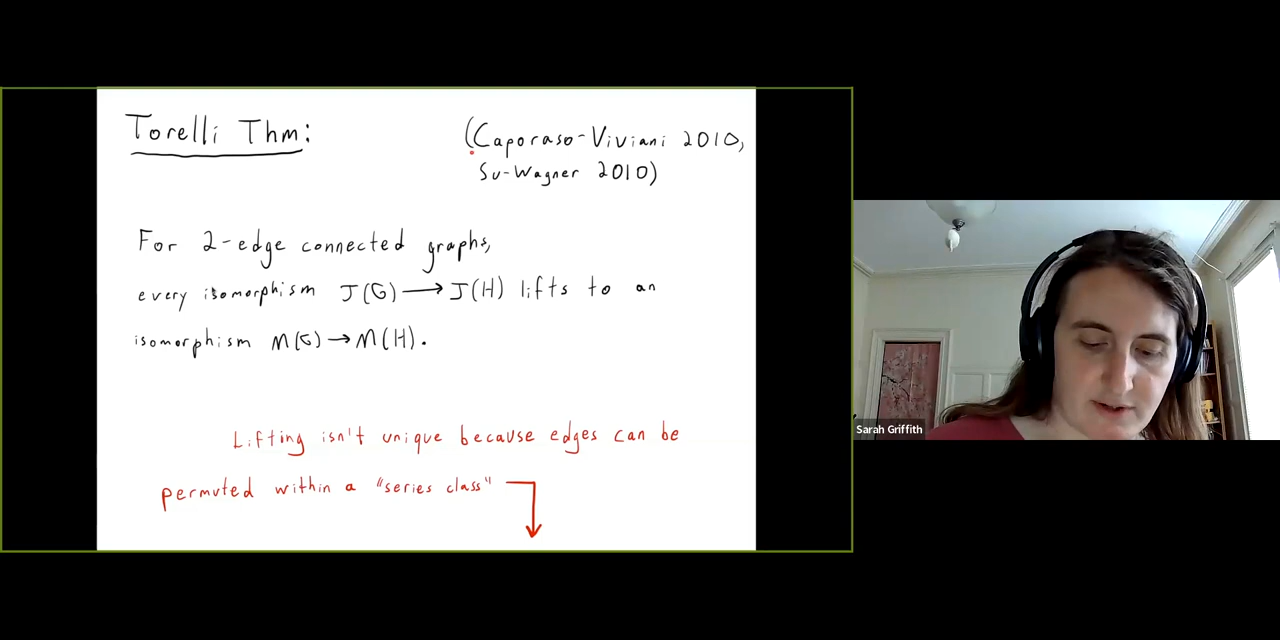 Torelli Thm:
(Caporaso-Viviani 2010,
Su-Wagner 2010)
For 2-edge connected graphs,
every isomorphism J(G) → J(H) lifts to an
isomorphism M(G) → M(H).
Lifting isn't unique because edges can be
permuted within a "series class"
Sarah Griffith